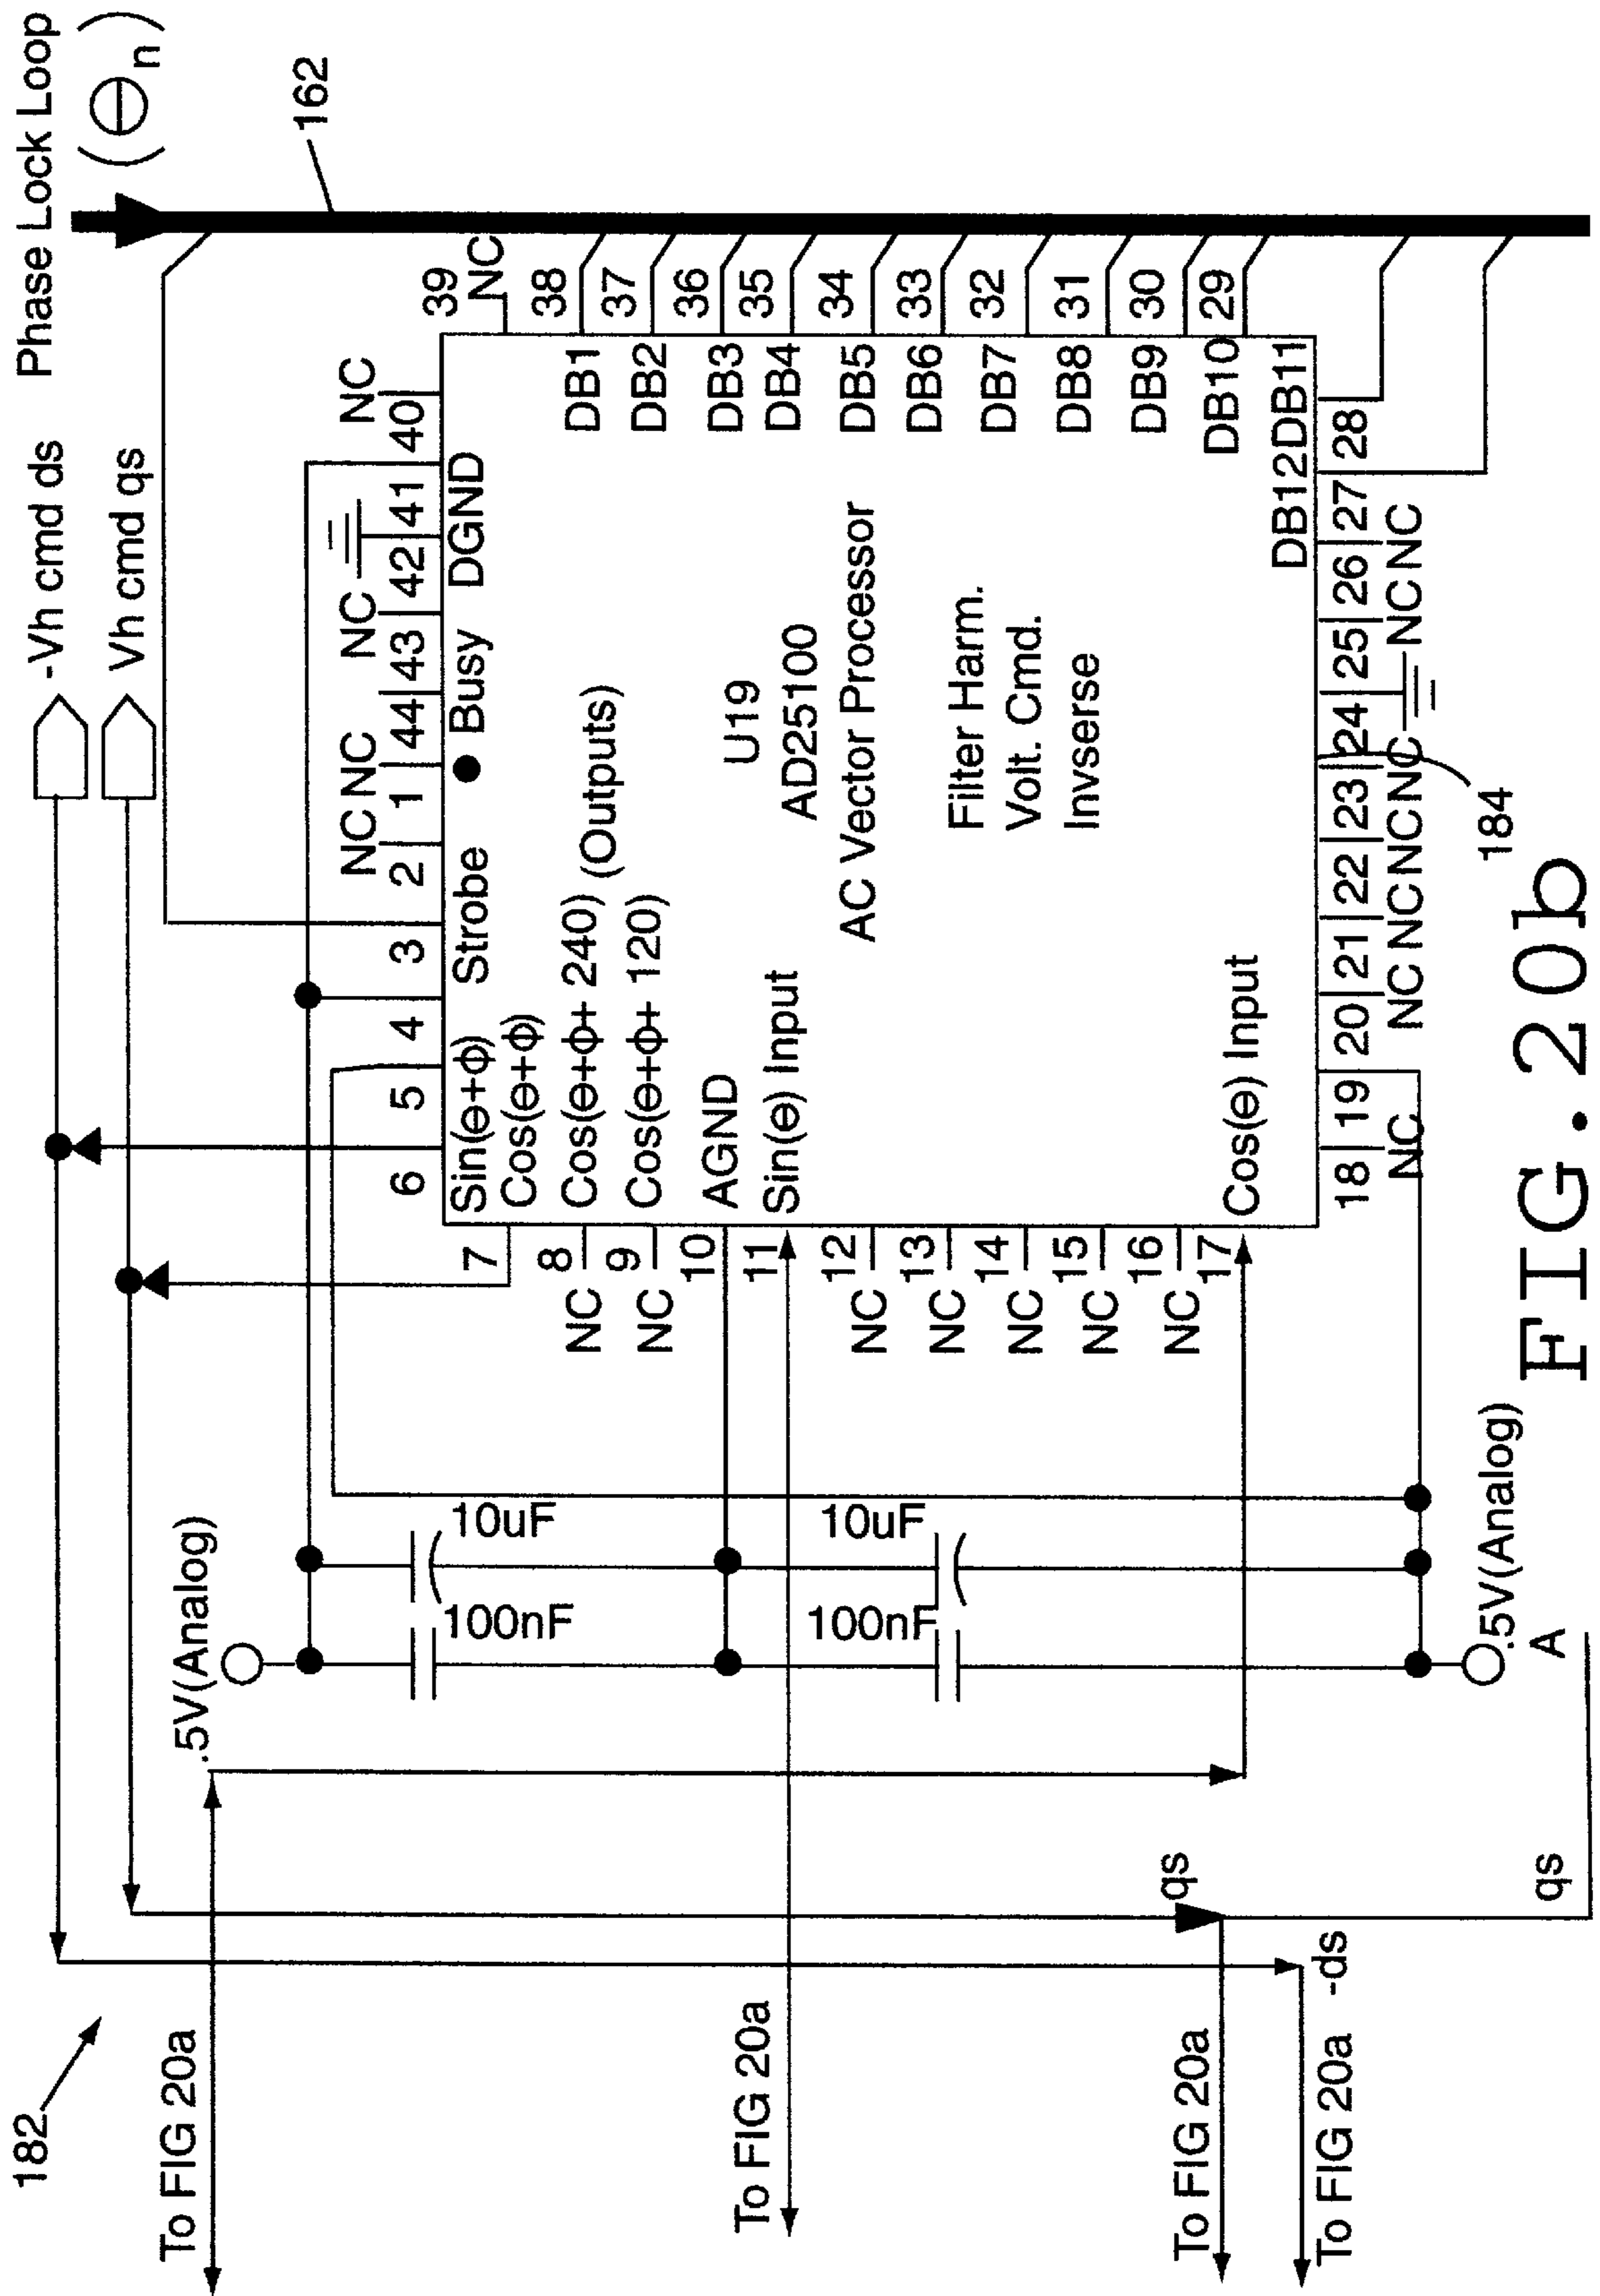 182
To FIG 20a
To FIG 20a
To FIG 20a
To FIG 20a
-ds
qs
qs
A
.5V(Analog)
.5V(Analog)
10uF
100nF
10uF
100nF
-Vh cmd ds
Vh cmd qs
Phase Lock Loop
(Θn)
162
6 5 4 3 2 1 44 43 42 41 40
NC NC NC NC
Sin(ɵ+ϕ) Strobe ● Busy DGND
Cos(ɵ+ϕ)
Cos(ɵ+ϕ+ 240) (Outputs)
Cos(ɵ+ϕ+ 120)
AGND
Sin(ɵ) Input
Cos(ɵ) Input
NC
7
NC 8
NC 9
10
11
NC 12
NC 13
NC 14
NC 15
NC 16
17
U19
AD25100
AC Vector Processor
Filter Harm.
Volt. Cmd.
Invserse
39 NC
DB1 38
DB2 37
DB3 36
DB4 35
DB5 34
DB6 33
DB7 32
DB8 31
DB9 30
DB10 29
DB12 DB11
18 19 20 21 22 23 24 25 26 27 28
NC NC NC NC NC NC NC
184
FIG. 20b